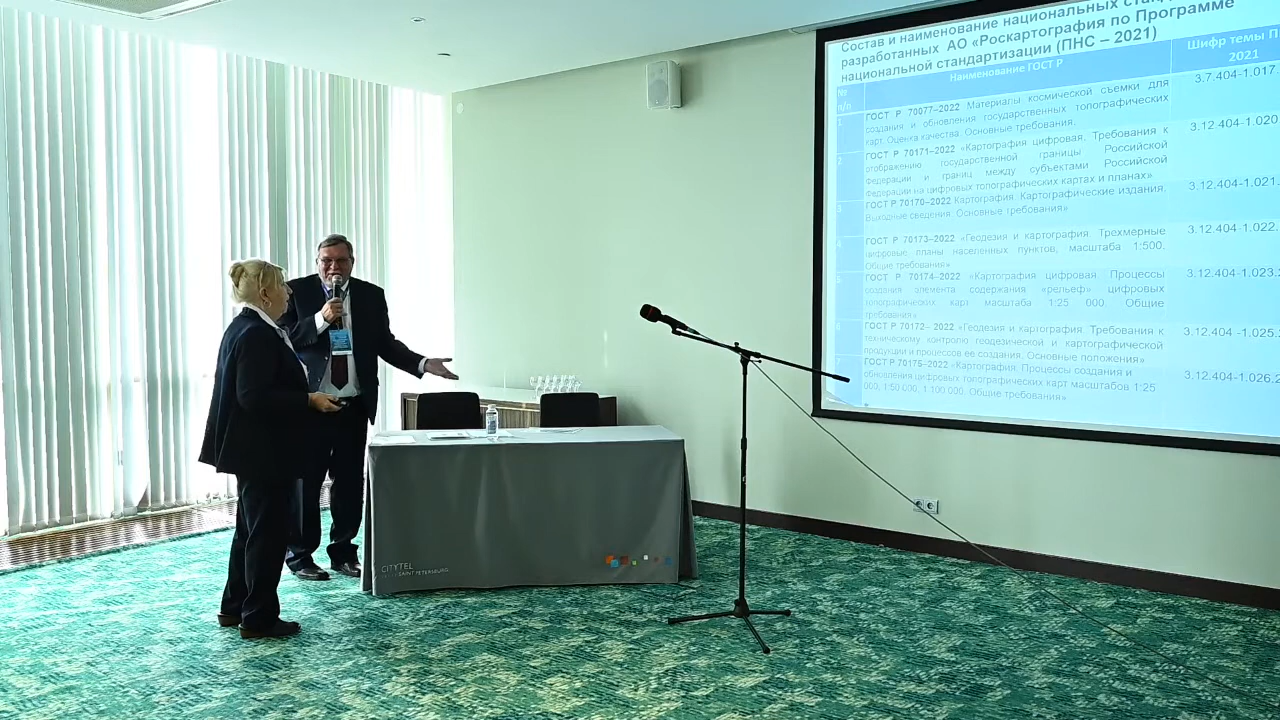 Состав и наименование национальных
разработанных АО «Роскартография по Программе
национальной стандартизации (ПНС – 2021)
№
п/п
Наименование ГОСТ Р
Шифр темы
2021
1
ГОСТ Р 70077–2022 Материалы космической съемки для
создания и обновления государственных топографических
карт. Оценка качества. Основные требования.
3.7.404-1.017.
2
ГОСТ Р 70171–2022 «Картография цифровая. Требования к
отображению государственной границы Российской
Федерации и границ между субъектами Российской
Федерации на цифровых топографических картах и планах»
3.12.404-1.020
3
ГОСТ Р 70170–2022 Картография. Картографические издания.
Выходные сведения. Основные требования»
3.12.404-1.021.
4
ГОСТ Р 70173–2022 «Геодезия и картография. Трехмерные
цифровые планы населенных пунктов, масштаба 1:500.
Общие требования»
3.12.404-1.022.
5
ГОСТ Р 70174–2022 «Картография цифровая. Процессы
создания элемента содержания «рельеф» цифровых
топографических карт масштаба 1:25 000. Общие
требования»
3.12.404-1.023.
6
ГОСТ Р 70172– 2022 «Геодезия и картография. Требования к
техническому контролю геодезической и картографической
продукции и процессов ее создания. Основные положения»
3.12.404 -1.025.
ГОСТ Р 70175–2022 «Картография. Процессы создания и
обновления цифровых топографических карт масштабов 1:25
000, 1:50 000, 1:100 000. Общие требования»
3.12.404-1.026.2
CITYTEL
SAINT PETERSBURG